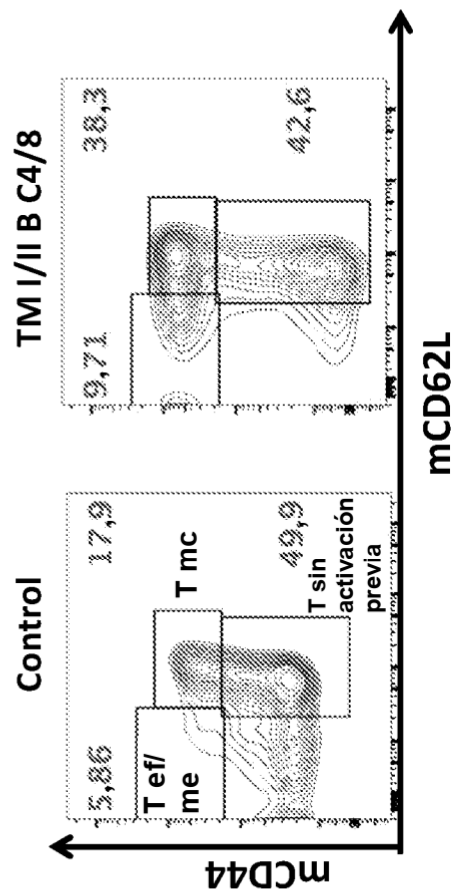 Control
TM I/II B C4/8
5,86
17,9
T ef/
me
T mc
49,9
T sin
activación
previa
9,71
38,3
42,6
mCD44
mCD62L